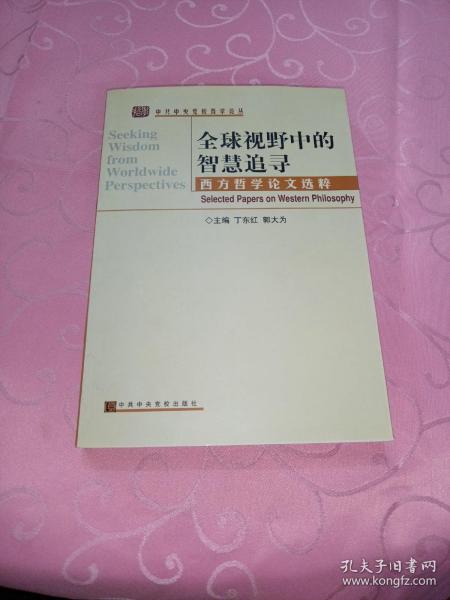 中共中央党校哲学论丛
Seeking
Wisdom
from
Worldwide
Perspectives
全球视野中的
智慧追寻
西方哲学论文选粹
Selected Papers on Western Philosophy
◇主编 丁东红 郭大为
中共中央党校出版社
孔夫子旧书网
www.kongfz.com